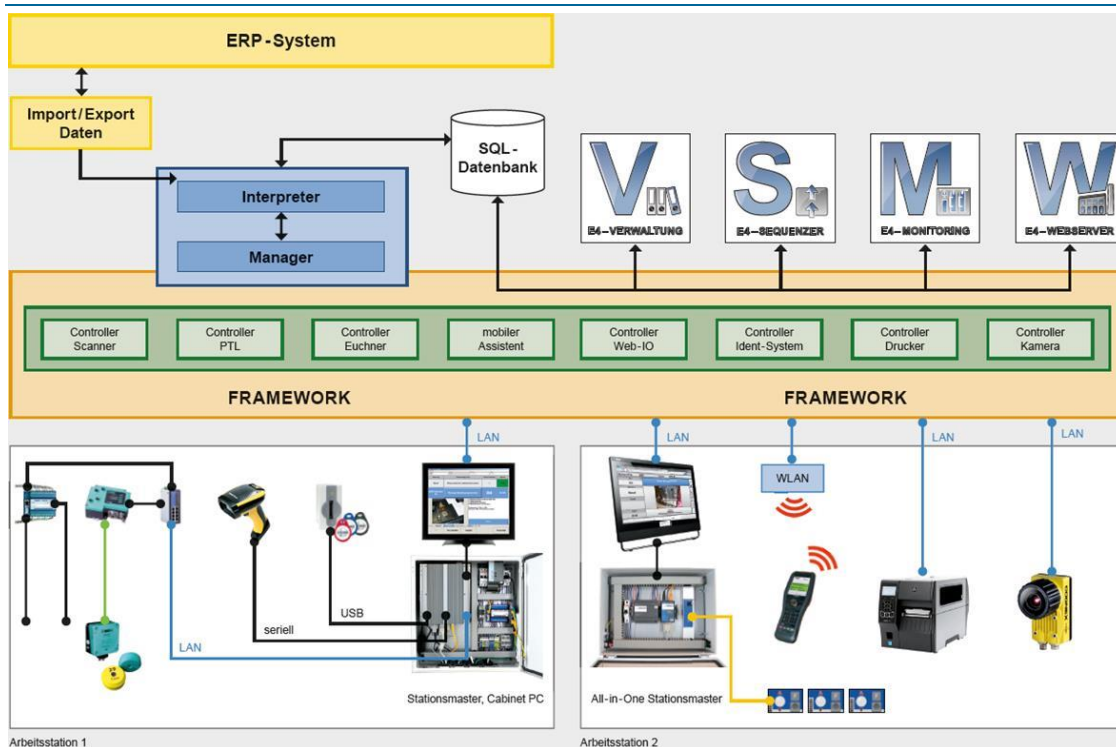 ERP-System
Import/Export
Daten
SQL-
Datenbank
Interpreter
Manager
V
S
M
W
E4-VERWALTUNG
E4-SEQUENZER
E4-MONITORING
E4-WEBSERVER
Controller
Scanner
Controller
PTL
Controller
Euchner
mobiler
Assistent
Controller
Web-IO
Controller
Ident-System
Controller
Drucker
Controller
Kamera
FRAMEWORK
FRAMEWORK
LAN
LAN
LAN
LAN
WLAN
USB
seriell
LAN
Stationsmaster, Cabinet PC
All-in-One Stationsmaster
Arbeitsstation 1
Arbeitsstation 2